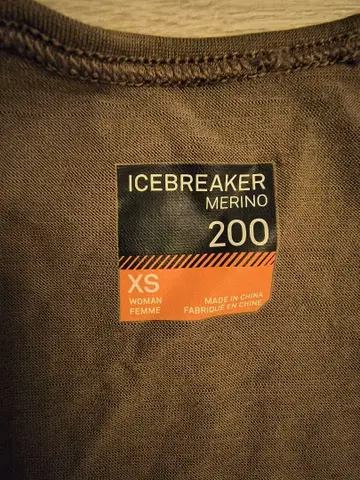 ICEBREAKER
MERINO
200
XS
WOMAN
FEMME
MADE IN CHINA
FABRIQUÉ EN CHINE